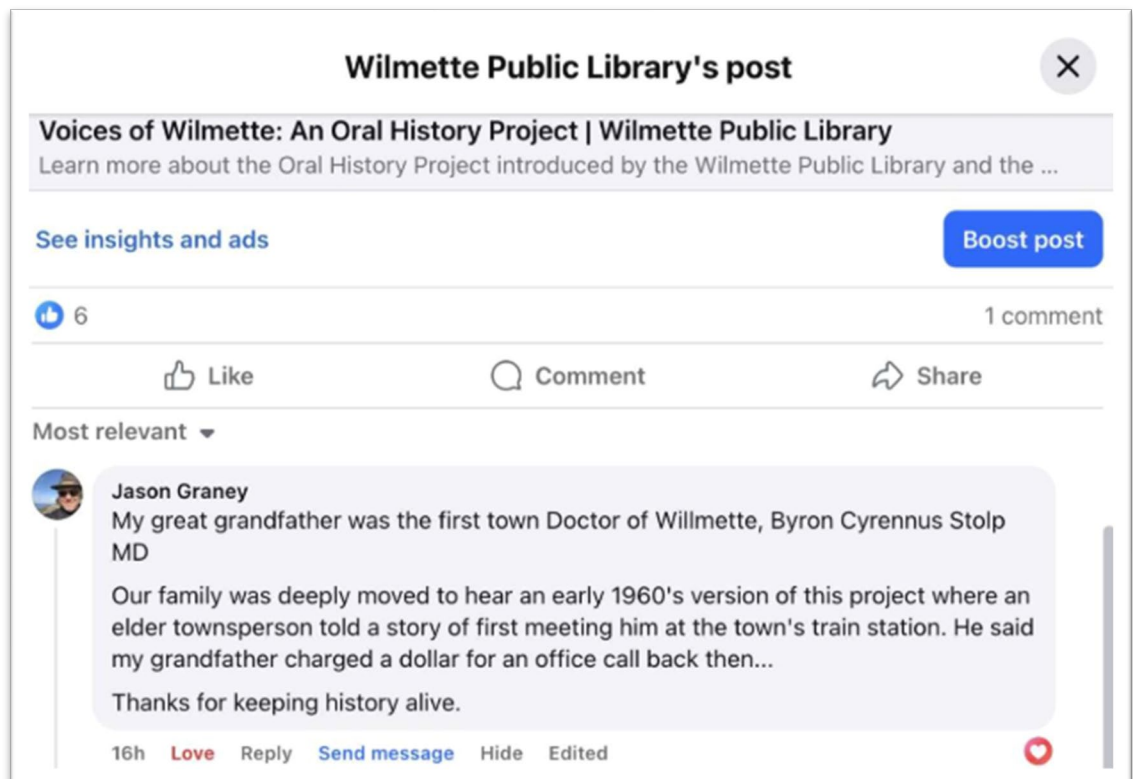 Wilmette Public Library's post
Voices of Wilmette: An Oral History Project | Wilmette Public Library
Learn more about the Oral History Project introduced by the Wilmette Public Library and the ...
See insights and ads
Boost post
6
1 comment
Like
Comment
Share
Most relevant
Jason Graney
My great grandfather was the first town Doctor of Willmette, Byron Cyrennus Stolp
MD
Our family was deeply moved to hear an early 1960's version of this project where an
elder townsperson told a story of first meeting him at the town's train station. He said
my grandfather charged a dollar for an office call back then...
Thanks for keeping history alive.
16h Love Reply Send message Hide Edited